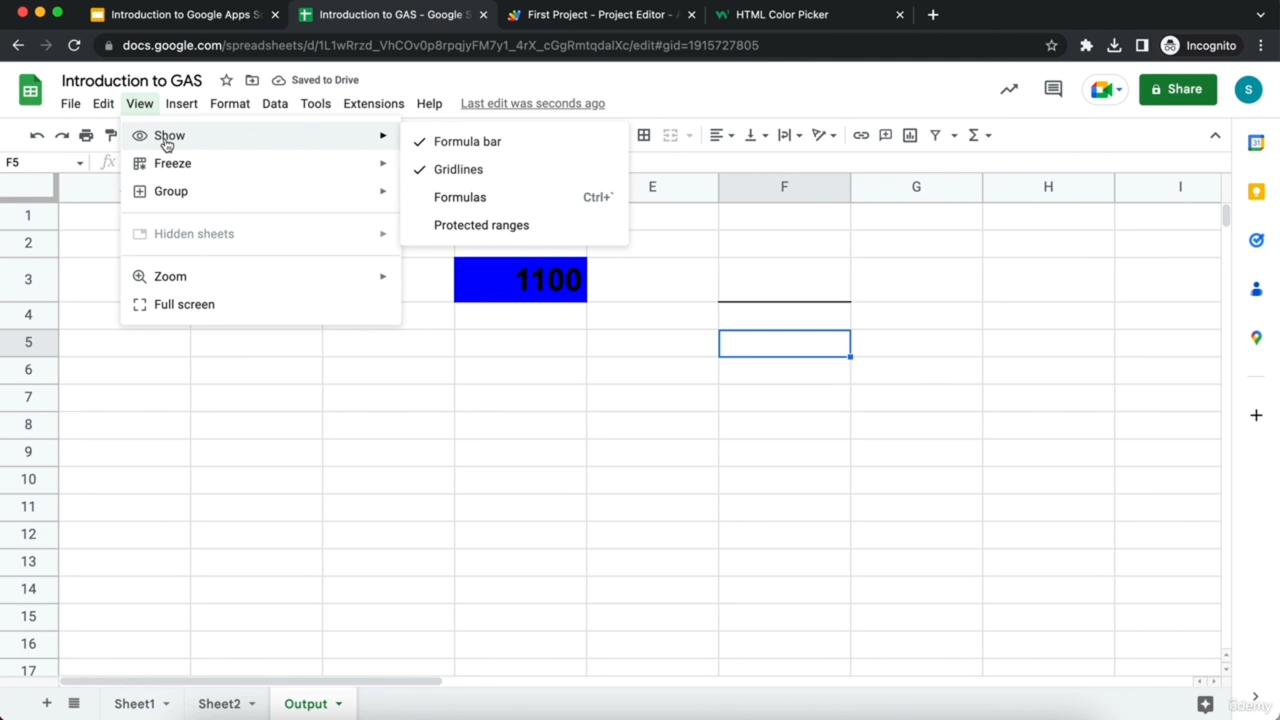 Introduction to Google Apps Sc
Introduction to GAS - Google S
First Project - Project Editor - A
HTML Color Picker
docs.google.com/spreadsheets/d/1L1wRrzd_VhCOv0p8rpqjyFM7y1_4rX_cGgRmtqdalXc/edit#gid=1915727805
Incognito
Introduction to GAS
Saved to Drive
File Edit View Insert Format Data Tools Extensions Help Last edit was seconds ago
Share
S
Show
Freeze
Group
Hidden sheets
Zoom
Full screen
Formula bar
Gridlines
Formulas Ctrl+`
Protected ranges
F5
fx
E F G H I
1
2
3 1100
4
5
6
7
8
9
10
11
12
13
14
15
16
17
Sheet1 Sheet2 Output
ûdemy